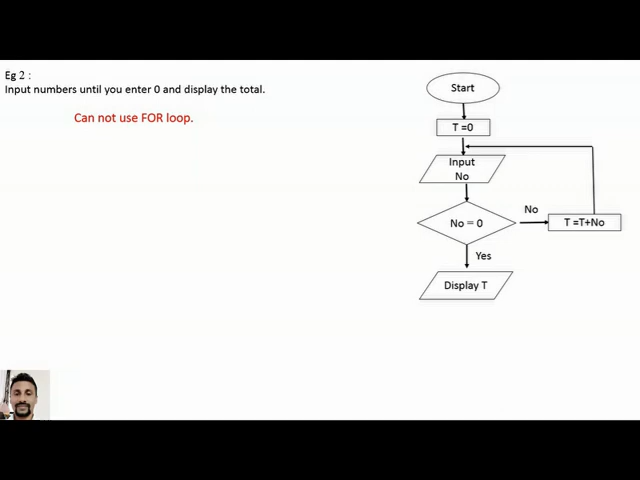 Eg 2 :
Input numbers until you enter 0 and display the total.
Can not use FOR loop.
Start
T =0
Input
No
No = 0
No
T =T+No
Yes
Display T